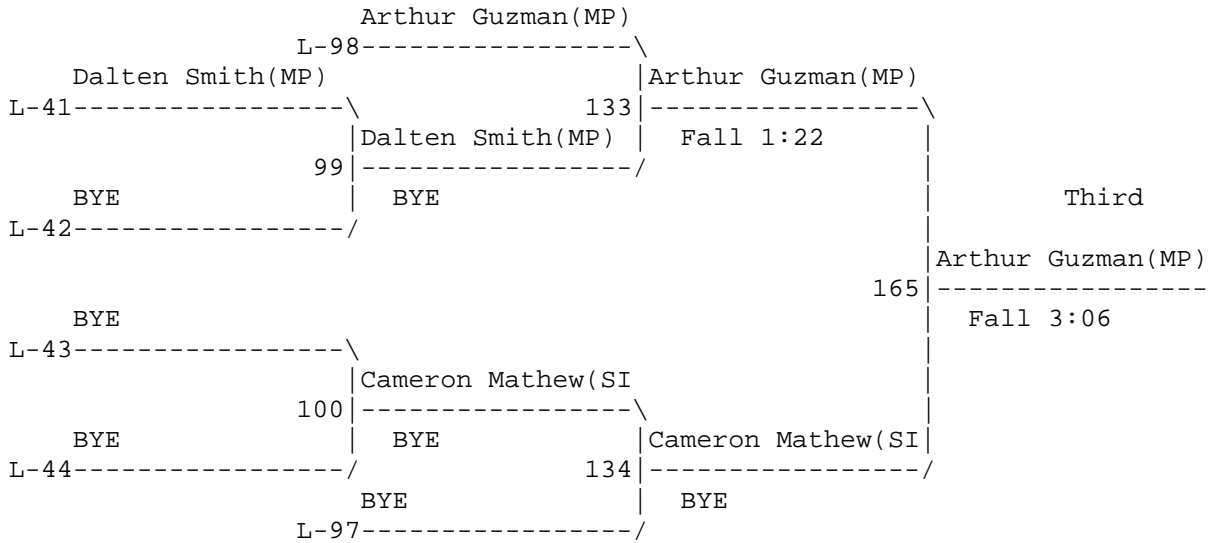 Arthur Guzman(MP)
                  L-98-----------------\
    Dalten Smith(MP)                   |Arthur Guzman(MP)
L-41-----------------\              133|-----------------\
                     |Dalten Smith(MP) |  Fall 1:22      |
                   99|-----------------/                 |
    BYE              |  BYE                              |        Third
L-42-----------------/                                   |
                                                         |Arthur Guzman(MP)
                                                      165|-----------------
    BYE                                                  |  Fall 3:06
L-43-----------------\                                   |
                     |Cameron Mathew(SI                  |
                  100|-----------------\                 |
    BYE              |  BYE            |Cameron Mathew(SI|
L-44-----------------/              134|-----------------/
                      BYE              |  BYE
                  L-97-----------------/